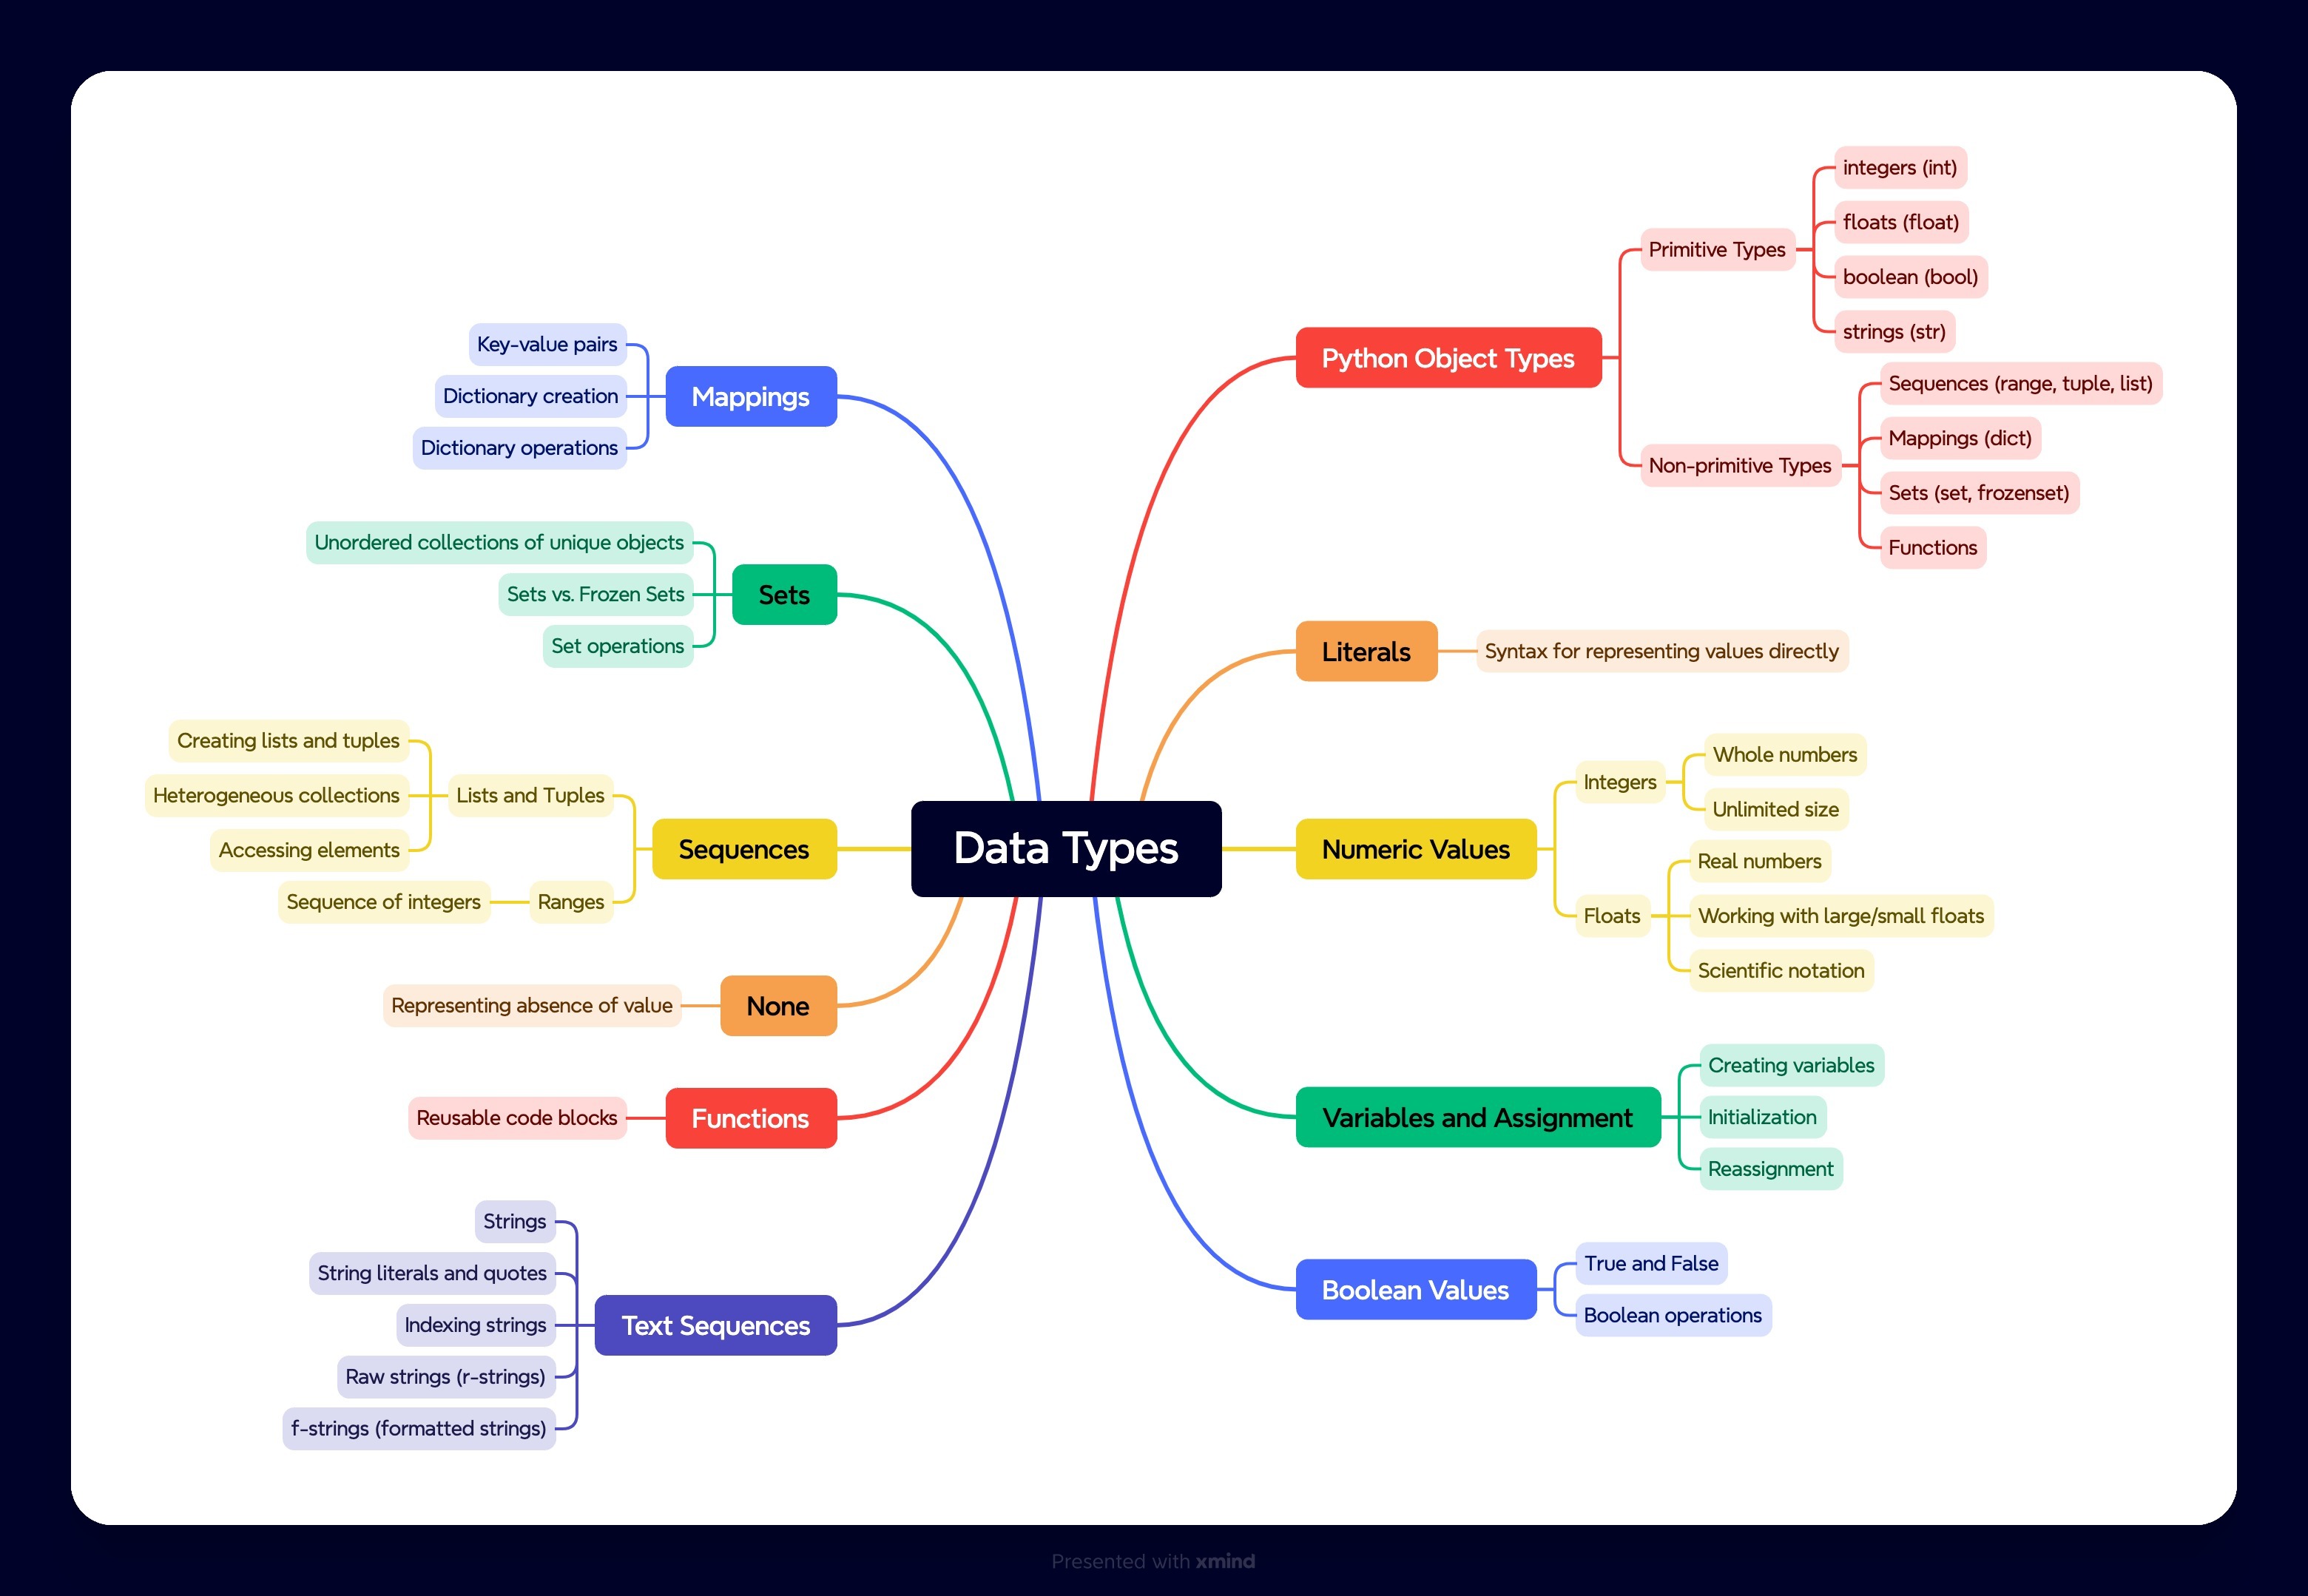 Data Types
Python Object Types
Primitive Types
integers (int)
floats (float)
boolean (bool)
strings (str)
Non-primitive Types
Sequences (range, tuple, list)
Mappings (dict)
Sets (set, frozenset)
Functions
Literals
Syntax for representing values directly
Numeric Values
Integers
Whole numbers
Unlimited size
Floats
Real numbers
Working with large/small floats
Scientific notation
Variables and Assignment
Creating variables
Initialization
Reassignment
Boolean Values
True and False
Boolean operations
Mappings
Key-value pairs
Dictionary creation
Dictionary operations
Sets
Unordered collections of unique objects
Sets vs. Frozen Sets
Set operations
Sequences
Lists and Tuples
Creating lists and tuples
Heterogeneous collections
Accessing elements
Ranges
Sequence of integers
None
Representing absence of value
Functions
Reusable code blocks
Text Sequences
Strings
String literals and quotes
Indexing strings
Raw strings (r-strings)
f-strings (formatted strings)
Presented with xmind